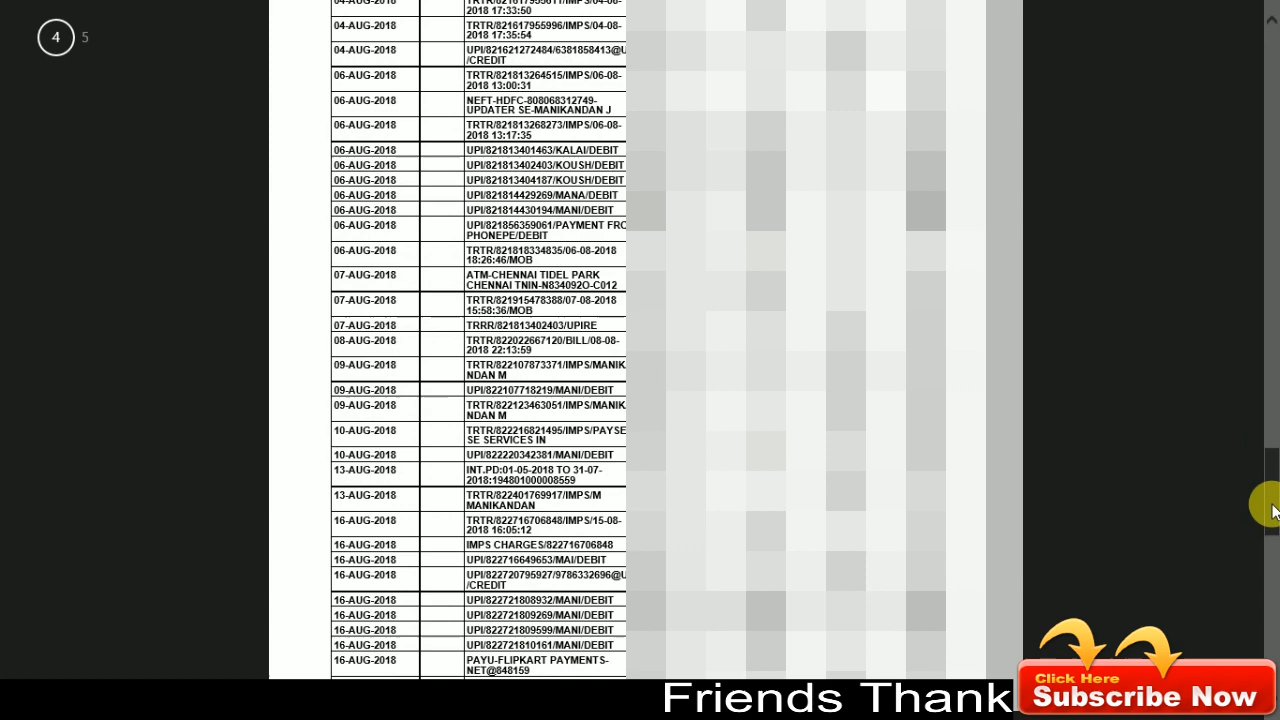 4 5
04-AUG-2018 TRTR/821617955611/IMPS/04-08-
2018 17:33:50
04-AUG-2018 TRTR/821617955996/IMPS/04-08-
2018 17:35:54
04-AUG-2018 UPI/821621272484/6381858413@U
/CREDIT
06-AUG-2018 TRTR/821813264515/IMPS/06-08-
2018 13:00:31
06-AUG-2018 NEFT-HDFC-808068312749-
UPDATER SE-MANIKANDAN J
06-AUG-2018 TRTR/821813268273/IMPS/06-08-
2018 13:17:35
06-AUG-2018 UPI/821813401463/KALAI/DEBIT
06-AUG-2018 UPI/821813402403/KOUSH/DEBIT
06-AUG-2018 UPI/821813404187/KOUSH/DEBIT
06-AUG-2018 UPI/821814429269/MANA/DEBIT
06-AUG-2018 UPI/821814430194/MANI/DEBIT
06-AUG-2018 UPI/821856359061/PAYMENT FRO
PHONEPE/DEBIT
06-AUG-2018 TRTR/821818334835/06-08-2018
18:26:46/MOB
07-AUG-2018 ATM-CHENNAI TIDEL PARK
CHENNAI TNIN-N834092O-C012
07-AUG-2018 TRTR/821915478388/07-08-2018
15:58:36/MOB
07-AUG-2018 TRRR/821813402403/UPIRE
08-AUG-2018 TRTR/822022667120/BILL/08-08-
2018 22:13:59
09-AUG-2018 TRTR/822107873371/IMPS/MANIK
NDAN M
09-AUG-2018 UPI/822107718219/MANI/DEBIT
09-AUG-2018 TRTR/822123463051/IMPS/MANIK
NDAN M
10-AUG-2018 TRTR/822216821495/IMPS/PAYSE
SE SERVICES IN
10-AUG-2018 UPI/822220342381/MANI/DEBIT
13-AUG-2018 INT.PD:01-05-2018 TO 31-07-
2018:194801000008559
13-AUG-2018 TRTR/822401769917/IMPS/M
MANIKANDAN
16-AUG-2018 TRTR/822716706848/IMPS/15-08-
2018 16:05:12
16-AUG-2018 IMPS CHARGES/822716706848
16-AUG-2018 UPI/822716649653/MAI/DEBIT
16-AUG-2018 UPI/822720795927/9786332696@U
/CREDIT
16-AUG-2018 UPI/822721808932/MANI/DEBIT
16-AUG-2018 UPI/822721809269/MANI/DEBIT
16-AUG-2018 UPI/822721809599/MANI/DEBIT
16-AUG-2018 UPI/822721810161/MANI/DEBIT
16-AUG-2018 PAYU-FLIPKART PAYMENTS-
NET@848159
Friends Thank
Click Here
Subscribe Now